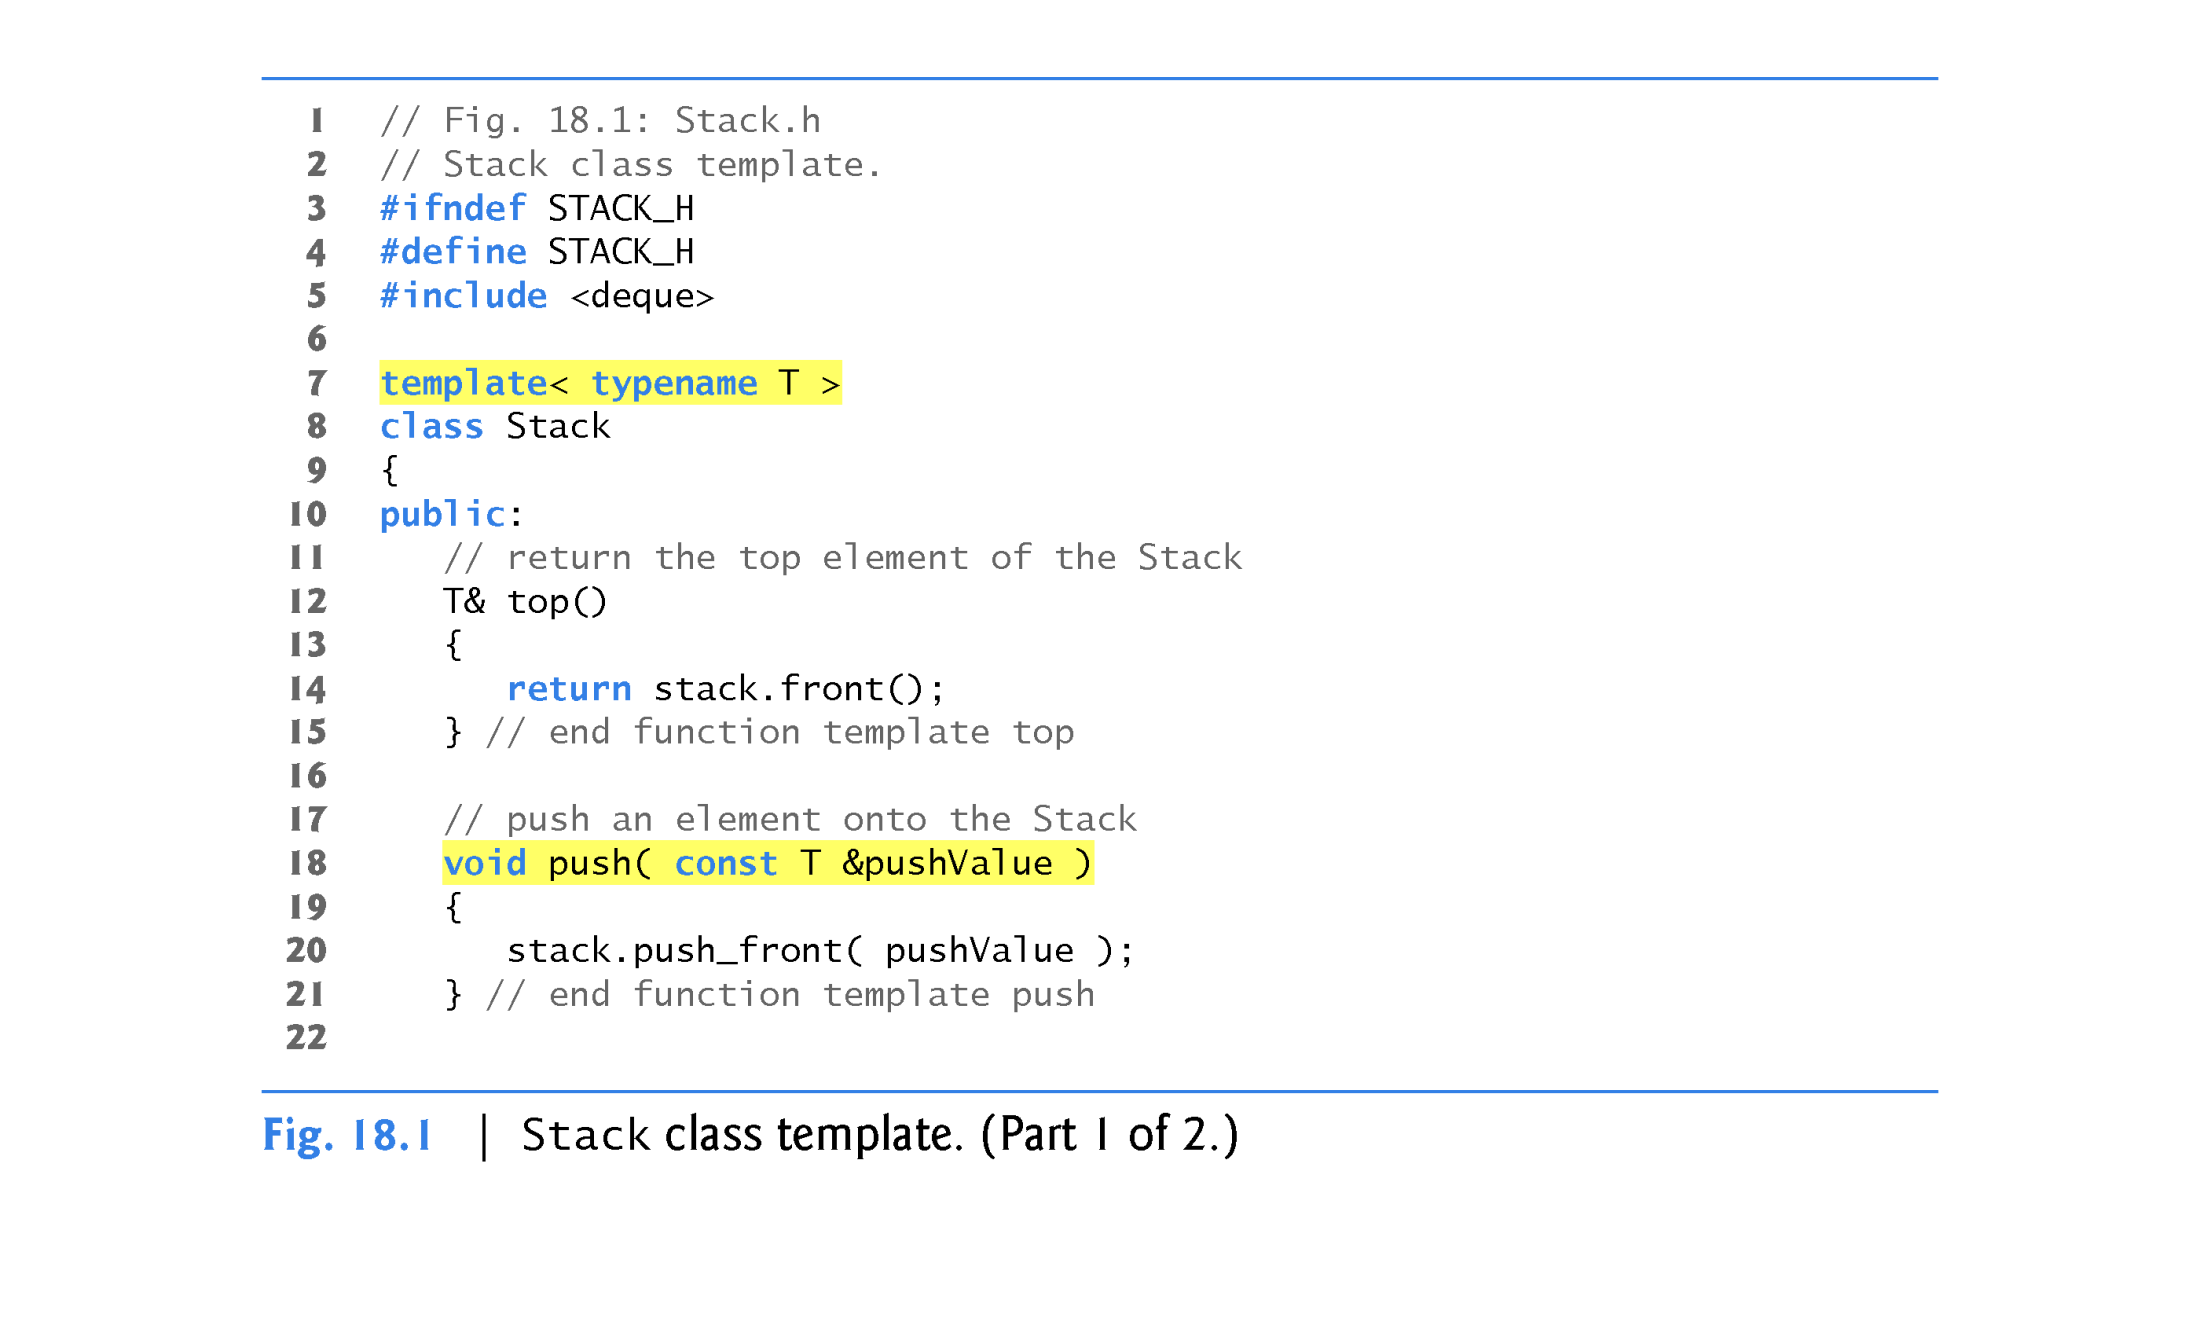 1 // Fig. 18.1: Stack.h
2 // Stack class template.
3 #ifndef STACK_H
4 #define STACK_H
5 #include <deque>
6
7 template< typename T >
8 class Stack
9 {
10 public:
11    // return the top element of the Stack
12    T& top()
13    {
14       return stack.front();
15    } // end function template top
16
17    // push an element onto the Stack
18    void push( const T &pushValue )
19    {
20       stack.push_front( pushValue );
21    } // end function template push
22
Fig. 18.1 | Stack class template. (Part 1 of 2.)